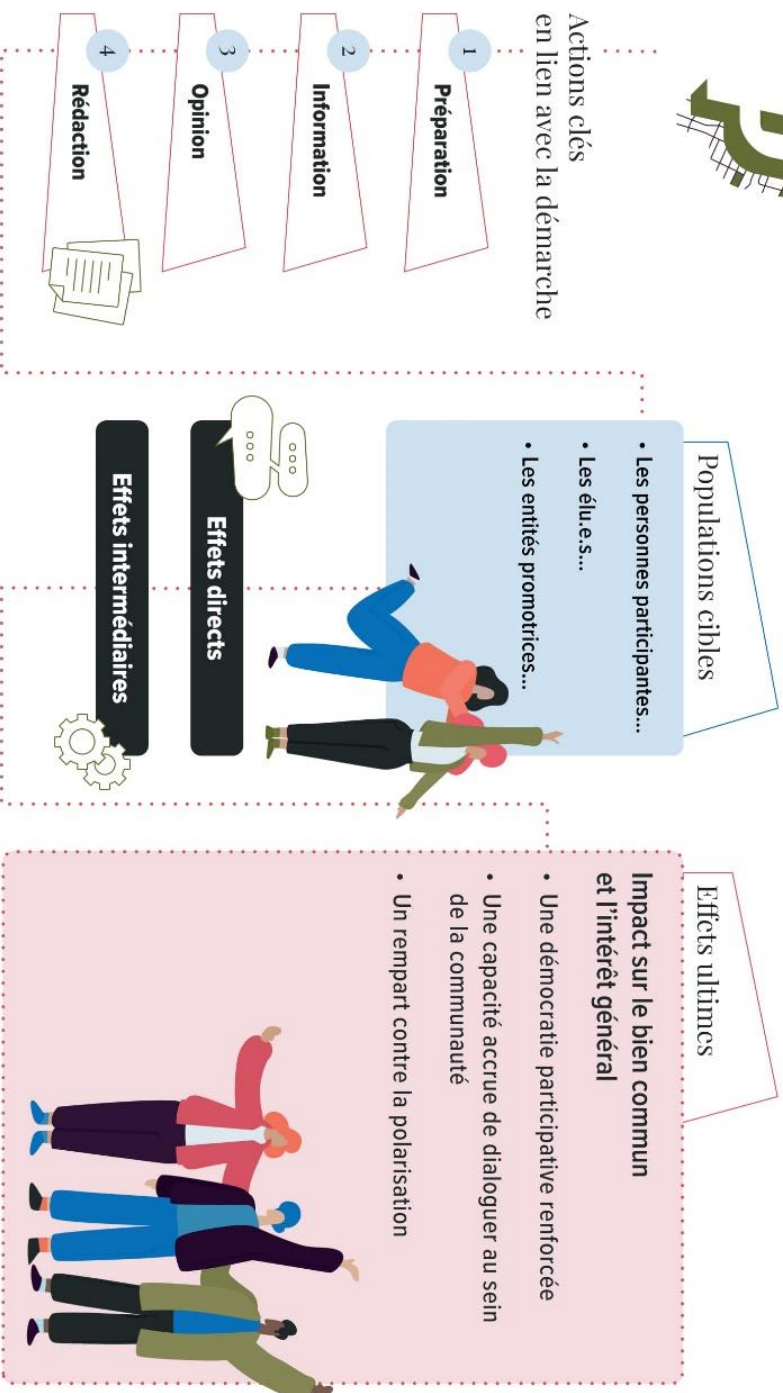 Actions clés
en lien avec la démarche
1
Préparation
2
Information
3
Opinion
4
Rédaction
Populations cibles
• Les personnes participantes...
• Les élu.e.s...
• Les entités promotrices...
Effets directs
Effets intermédiaires
Effets ultimes
Impact sur le bien commun
et l'intérêt général
• Une démocratie participative renforcée
• Une capacité accrue de dialoguer au sein
de la communauté
• Un rempart contre la polarisation